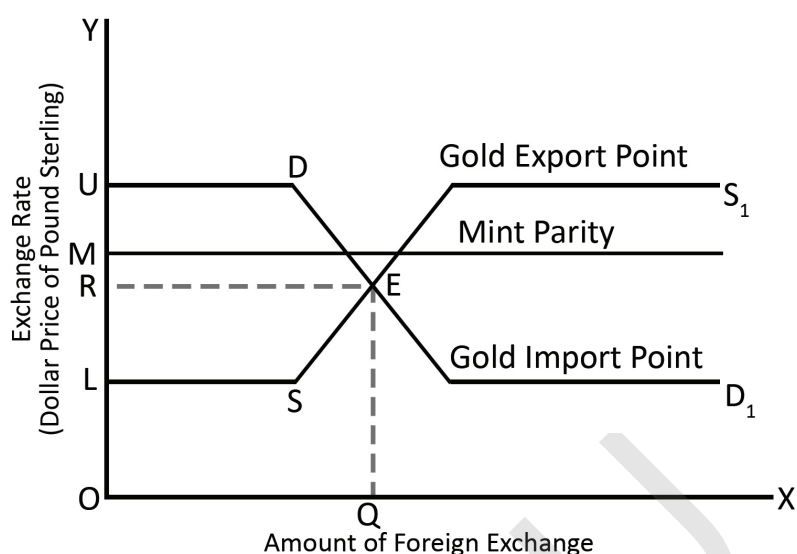 Y
Exchange Rate
(Dollar Price of Pound Sterling)
U
D
Gold Export Point
S1
M
Mint Parity
R
E
L
S
Gold Import Point
D1
O
Q
X
Amount of Foreign Exchange